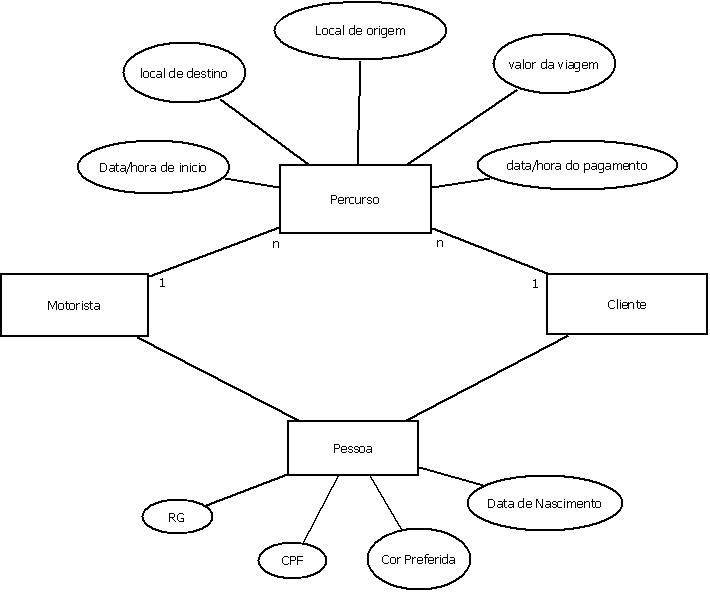 Local de origem
local de destino
valor da viagem
Data/hora de inicio
data/hora do pagamento
Percurso
n
n
1
1
Motorista
Cliente
Pessoa
RG
Data de Nascimento
CPF
Cor Preferida